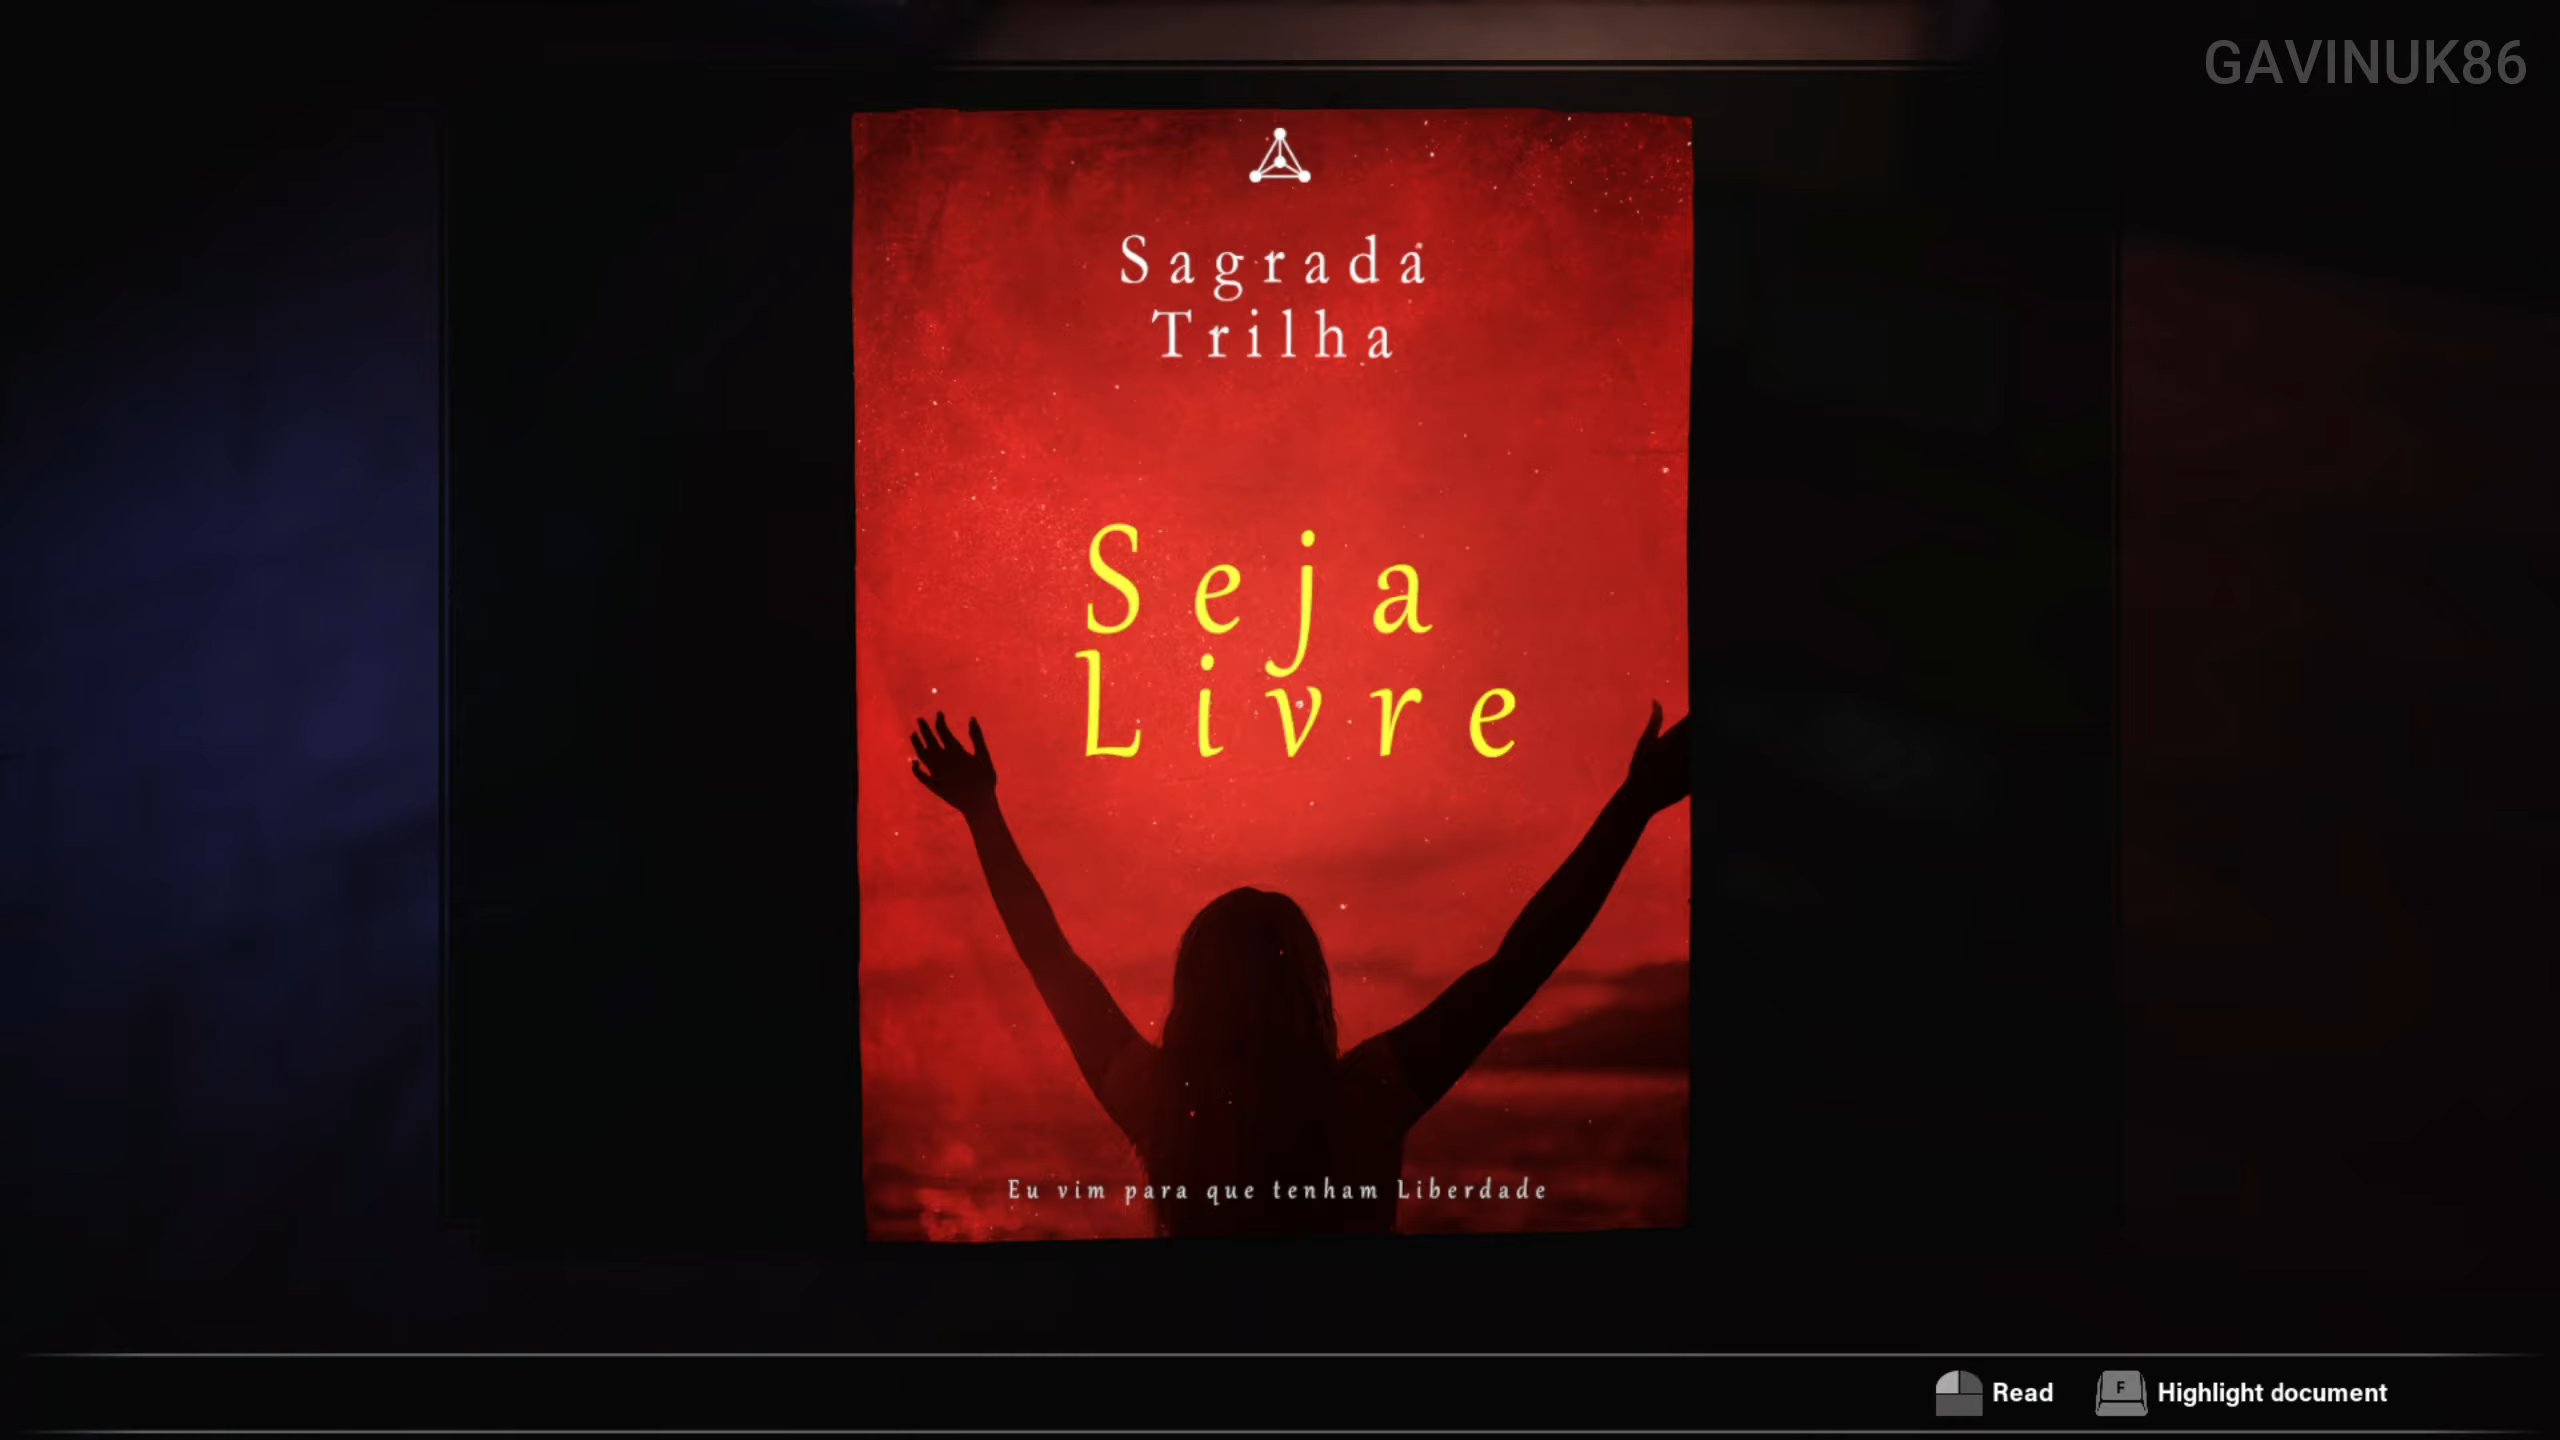 GAVINUK86
Sagrada
Trilha
Seja
Livre
Eu vim para que tenham Liberdade
Read
F
Highlight document